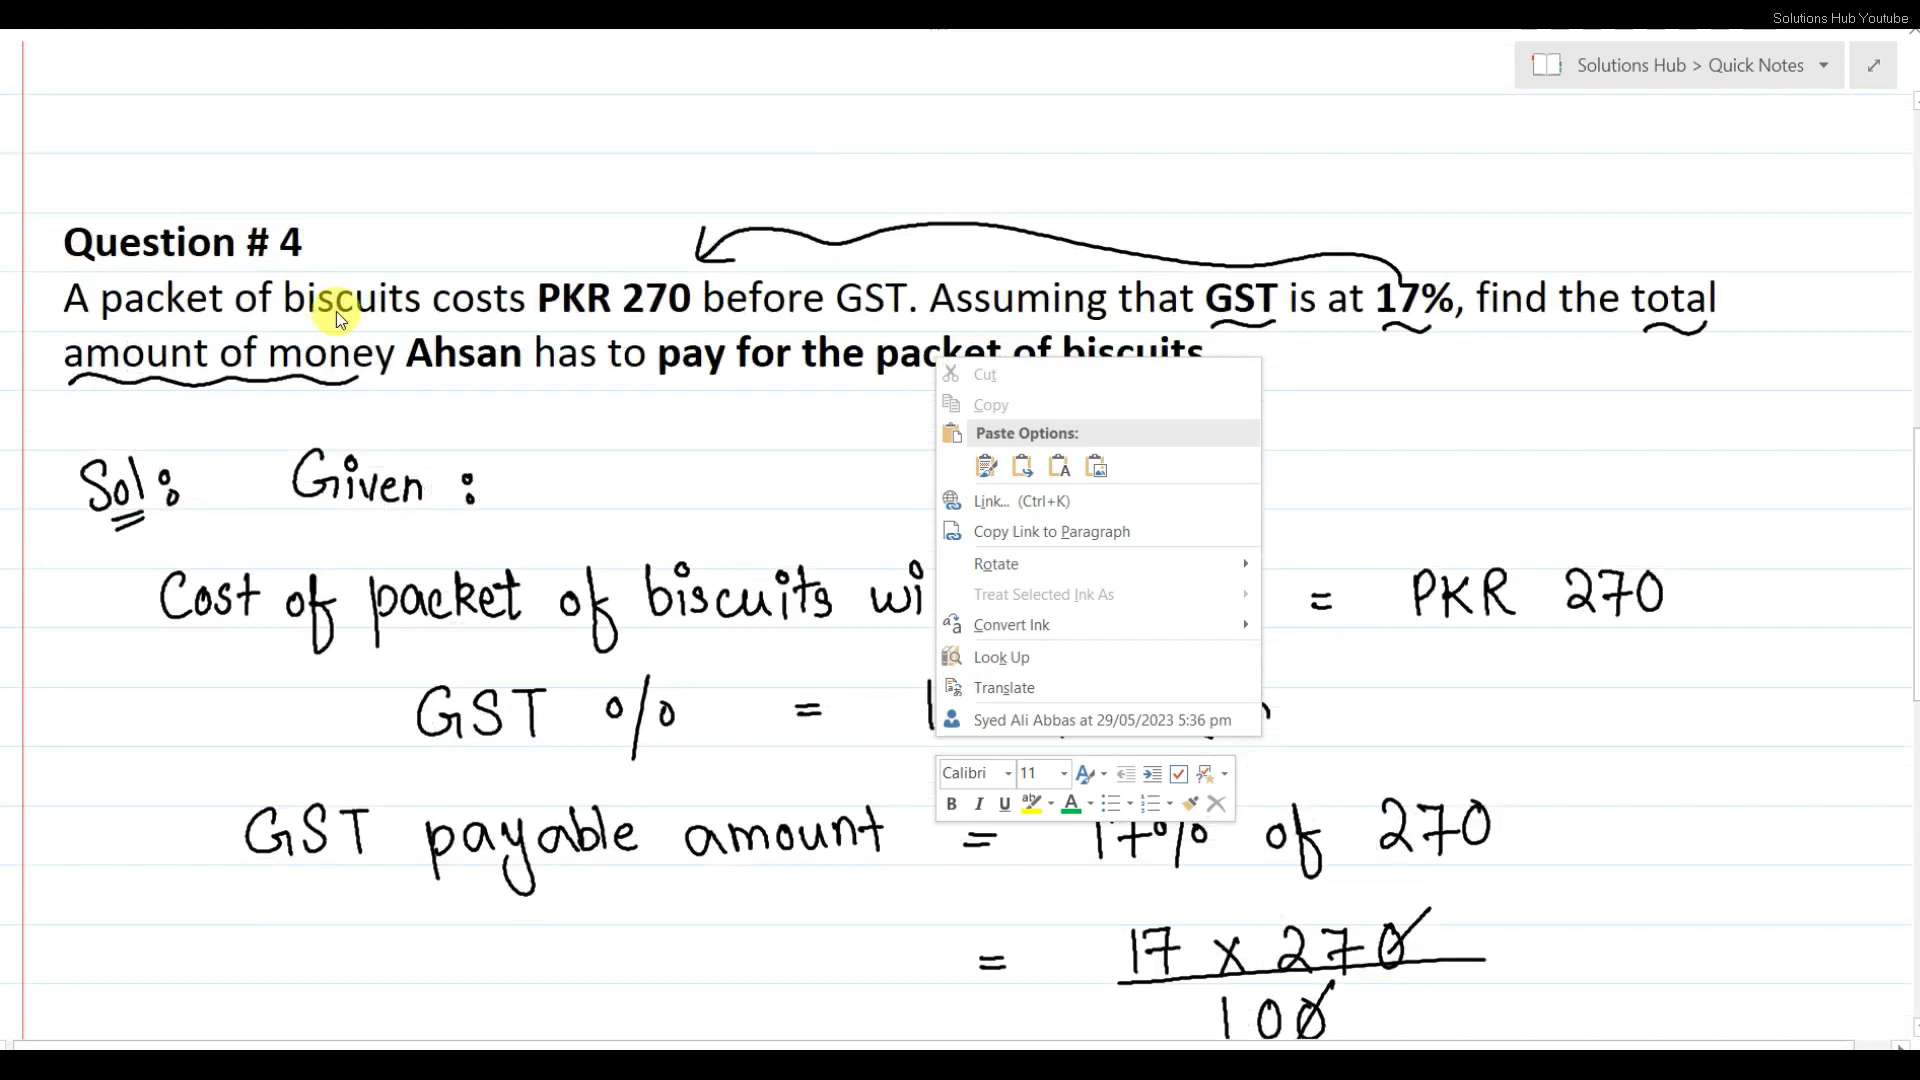 Solutions Hub Youtube
Solutions Hub > Quick Notes
Question # 4
A packet of biscuits costs PKR 270 before GST. Assuming that GST is at 17%, find the total
amount of money Ahsan has to pay for the packet of biscuits
Cut
Copy
Paste Options:
Link... (Ctrl+K)
Copy Link to Paragraph
Rotate
Treat Selected Ink As
Convert Ink
Look Up
Translate
Syed Ali Abbas at 29/05/2023 5:36 pm
Calibri 11
B I U ab A
Sol: Given :
Cost of packet of biscuits wi = PKR 270
GST % =
GST payable amount = 17% of 270
= 17 x 270
100